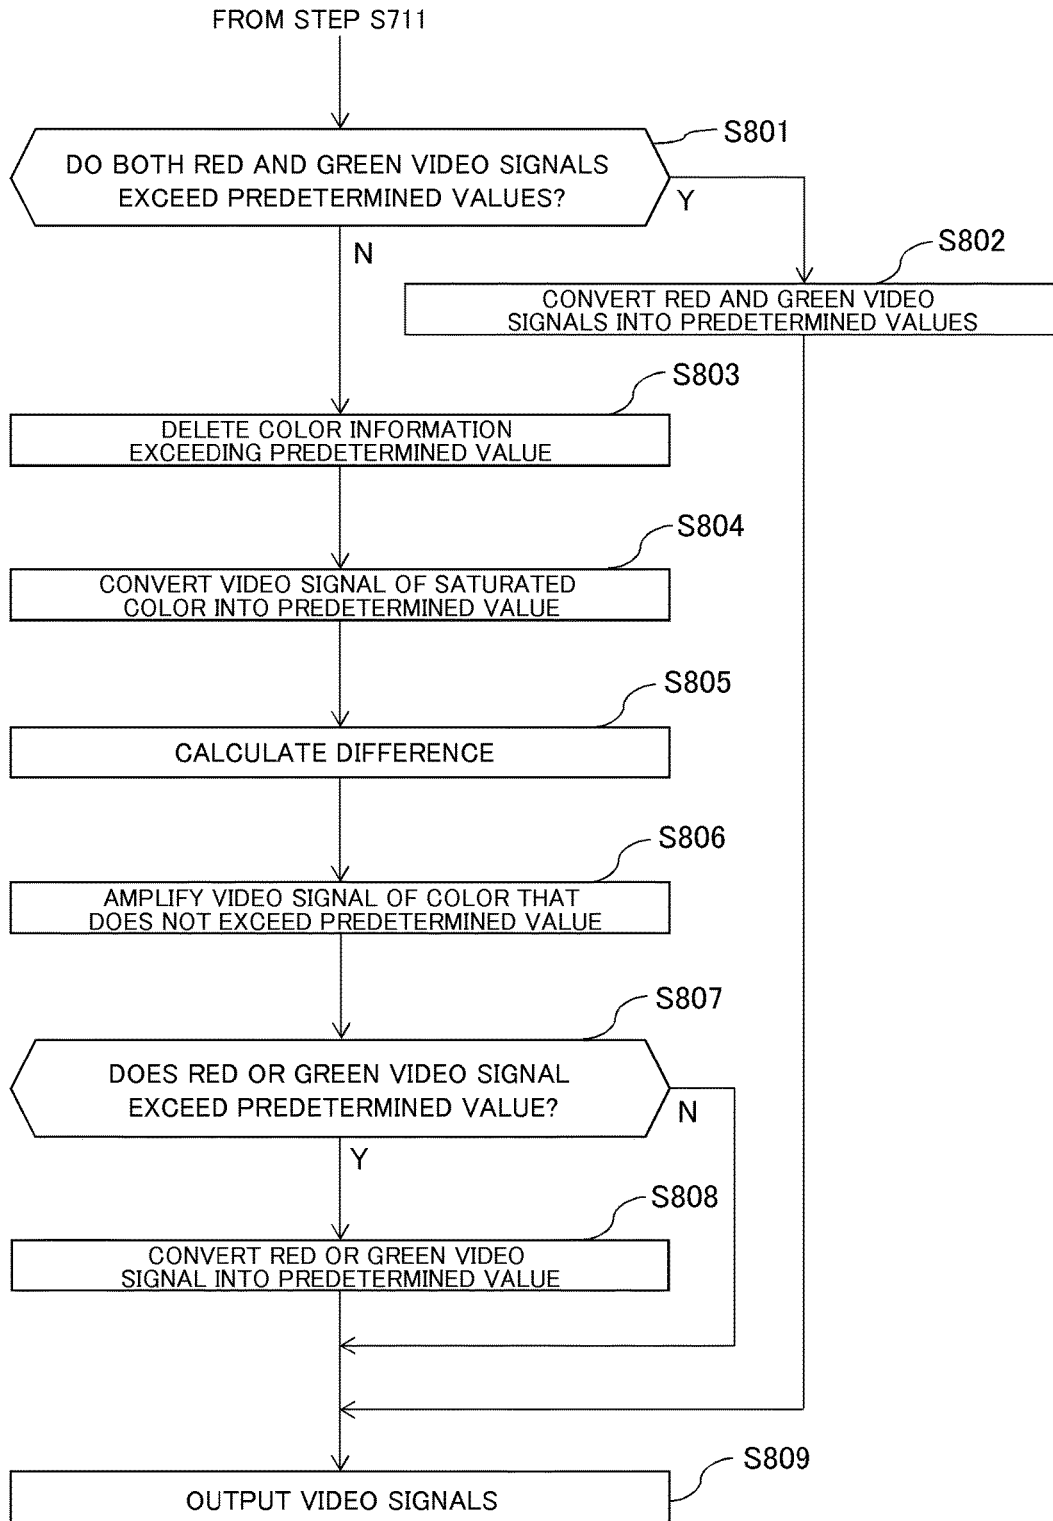 FROM STEP S711
S801
DO BOTH RED AND GREEN VIDEO SIGNALS
EXCEED PREDETERMINED VALUES?
Y
N
S802
CONVERT RED AND GREEN VIDEO
SIGNALS INTO PREDETERMINED VALUES
S803
DELETE COLOR INFORMATION
EXCEEDING PREDETERMINED VALUE
S804
CONVERT VIDEO SIGNAL OF SATURATED
COLOR INTO PREDETERMINED VALUE
S805
CALCULATE DIFFERENCE
S806
AMPLIFY VIDEO SIGNAL OF COLOR THAT
DOES NOT EXCEED PREDETERMINED VALUE
S807
DOES RED OR GREEN VIDEO SIGNAL
EXCEED PREDETERMINED VALUE?
N
Y
S808
CONVERT RED OR GREEN VIDEO
SIGNAL INTO PREDETERMINED VALUE
S809
OUTPUT VIDEO SIGNALS